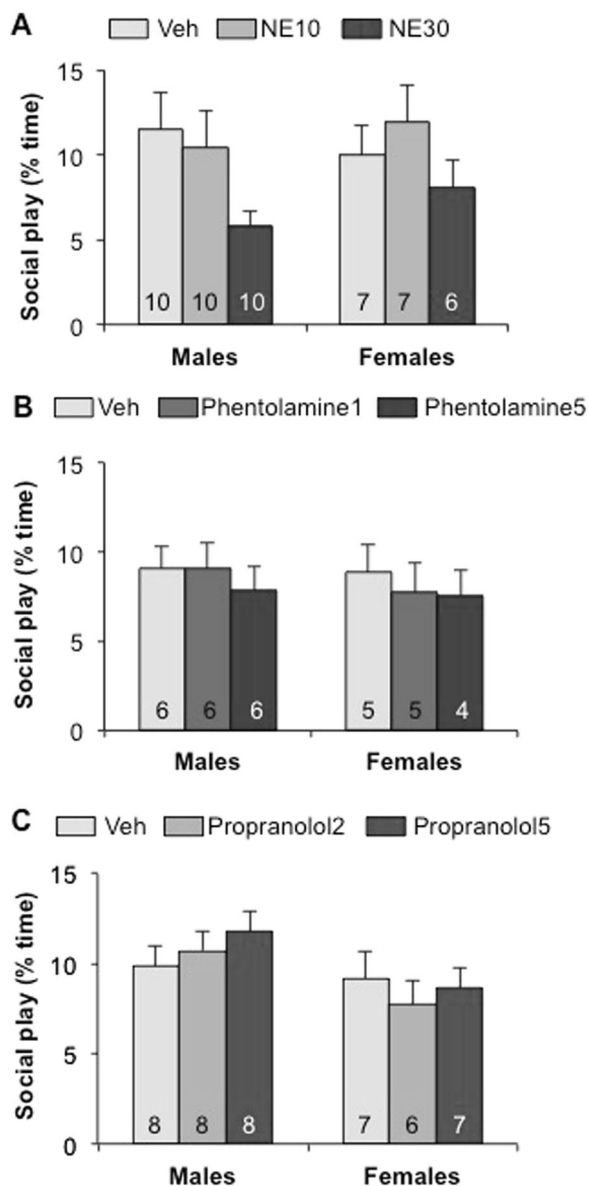 A
Veh NE10 NE30
Social play (% time)
15
10
5
0
10 10 10 7 7 6
Males Females
B
Veh Phentolamine1 Phentolamine5
Social play (% time)
15
10
5
0
6 6 6 5 5 4
Males Females
C
Veh Propranolol2 Propranolol5
Social play (% time)
15
10
5
0
8 8 8 7 6 7
Males Females